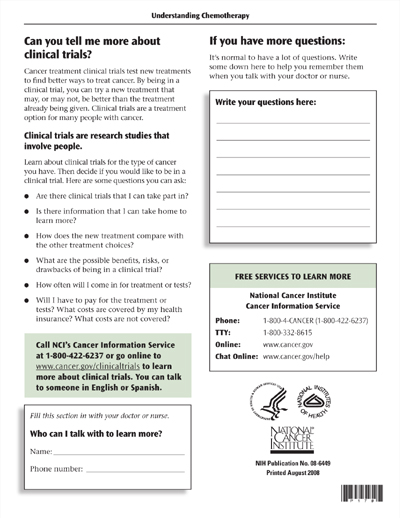 Understanding Chemotherapy
Can you tell me more about
clinical trials?
Cancer treatment clinical trials test new treatments
to find better ways to treat cancer. By being in a
clinical trial, you can try a new treatment that
may, or may not, be better than the treatment
already being given. Clinical trials are a treatment
option for many people with cancer.
Clinical trials are research studies that
involve people.
Learn about clinical trials for the type of cancer
you have. Then decide if you would like to be in a
clinical trial. Here are some questions you can ask:
● Are there clinical trials that I can take part in?
● Is there information that I can take home to
learn more?
● How does the new treatment compare with
the other treatment choices?
● What are the possible benefits, risks, or
drawbacks of being in a clinical trial?
● How often will I come in for treatment or tests?
● Will I have to pay for the treatment or
tests? What costs are covered by my health
insurance? What costs are not covered?
Call NCI's Cancer Information Service
at 1-800-422-6237 or go online to
www.cancer.gov/clinicaltrials to learn
more about clinical trials. You can talk
to someone in English or Spanish.
Fill this section in with your doctor or nurse.
Who can I talk with to learn more?
Name:
Phone number:
If you have more questions:
It's normal to have a lot of questions. Write
some down here to help you remember them
when you talk with your doctor or nurse.
Write your questions here:
FREE SERVICES TO LEARN MORE
National Cancer Institute
Cancer Information Service
Phone: 1-800-4-CANCER (1-800-422-6237)
TTY: 1-800-332-8615
Online: www.cancer.gov
Chat Online: www.cancer.gov/help
NATIONAL INSTITUTES
OF HEALTH
NATIONAL
CANCER
INSTITUTE
NIH Publication No. 08-6449
Printed August 2008